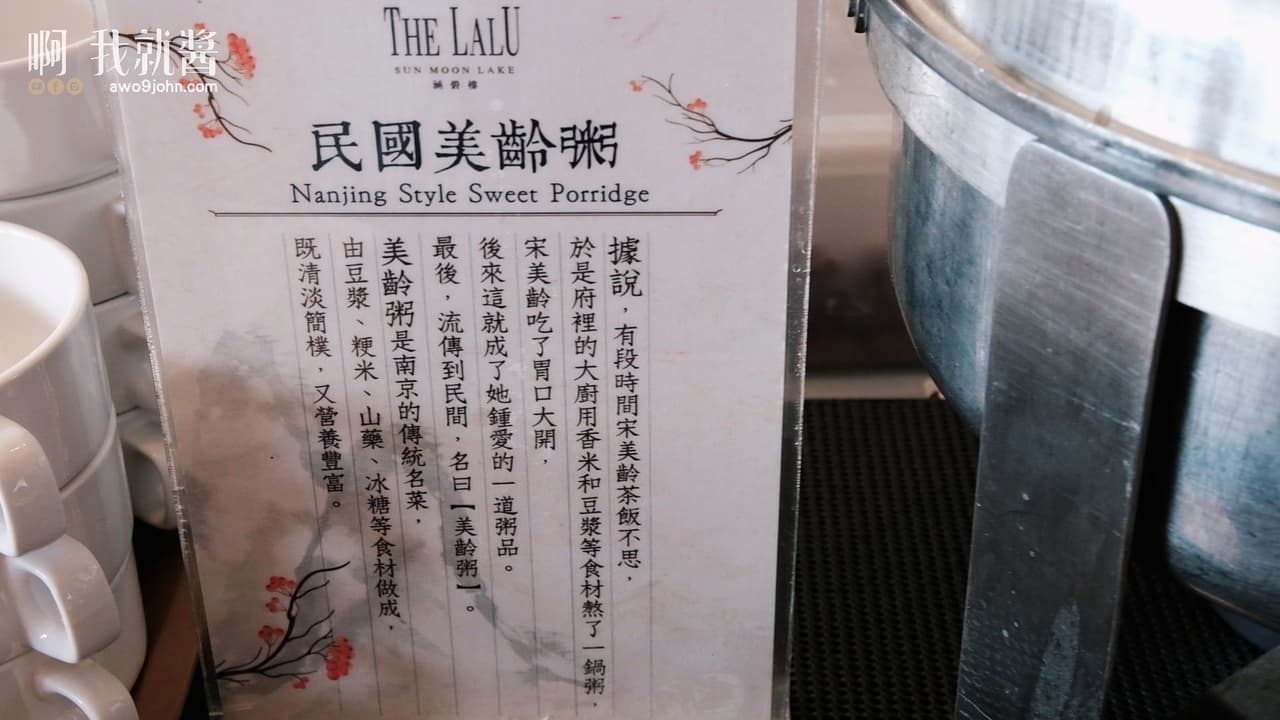 啊 我就醬
awo9john.com
THE LALU
SUN MOON LAKE
涵碧樓
民國美齡粥
Nanjing Style Sweet Porridge
據說，有段時間宋美齡茶飯不思，
於是府裡的大廚用香米和豆漿等食材熬了一鍋粥，
宋美齡吃了胃口大開，
後來這就成了她鍾愛的一道粥品。
最後，流傳到民間，名曰【美齡粥】。
美齡粥是南京的傳統名菜，
由豆漿、粳米、山藥、冰糖等食材做成，
既清淡簡樸，又營養豐富。